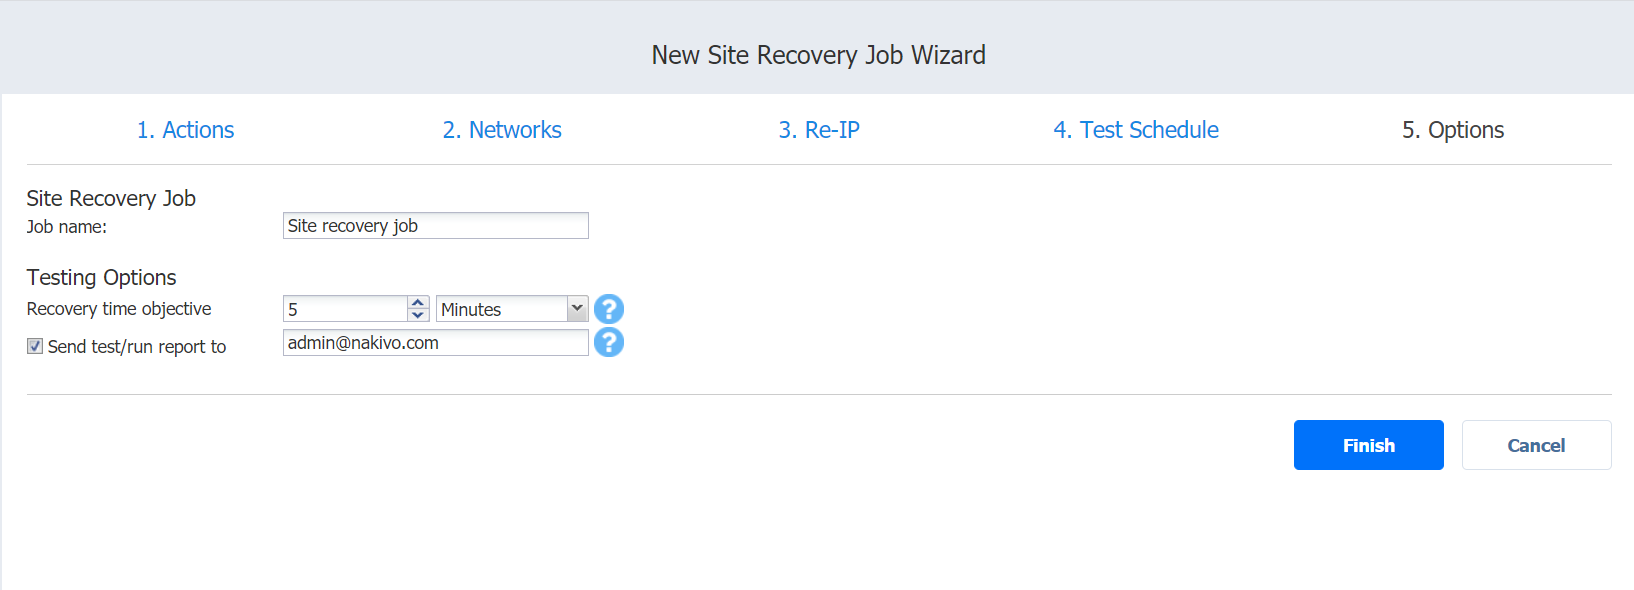 New Site Recovery Job Wizard
1. Actions 2. Networks 3. Re-IP 4. Test Schedule 5. Options
Site Recovery Job
Job name: Site recovery job
Testing Options
Recovery time objective 5 Minutes ?
Send test/run report to admin@nakivo.com ?
Finish Cancel